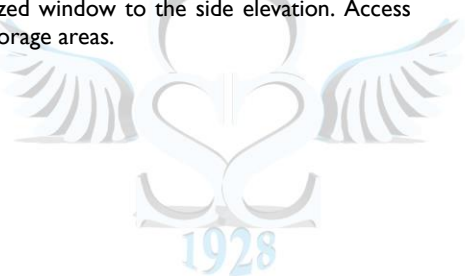 zed window to the side elevation. Access
orage areas.
1928